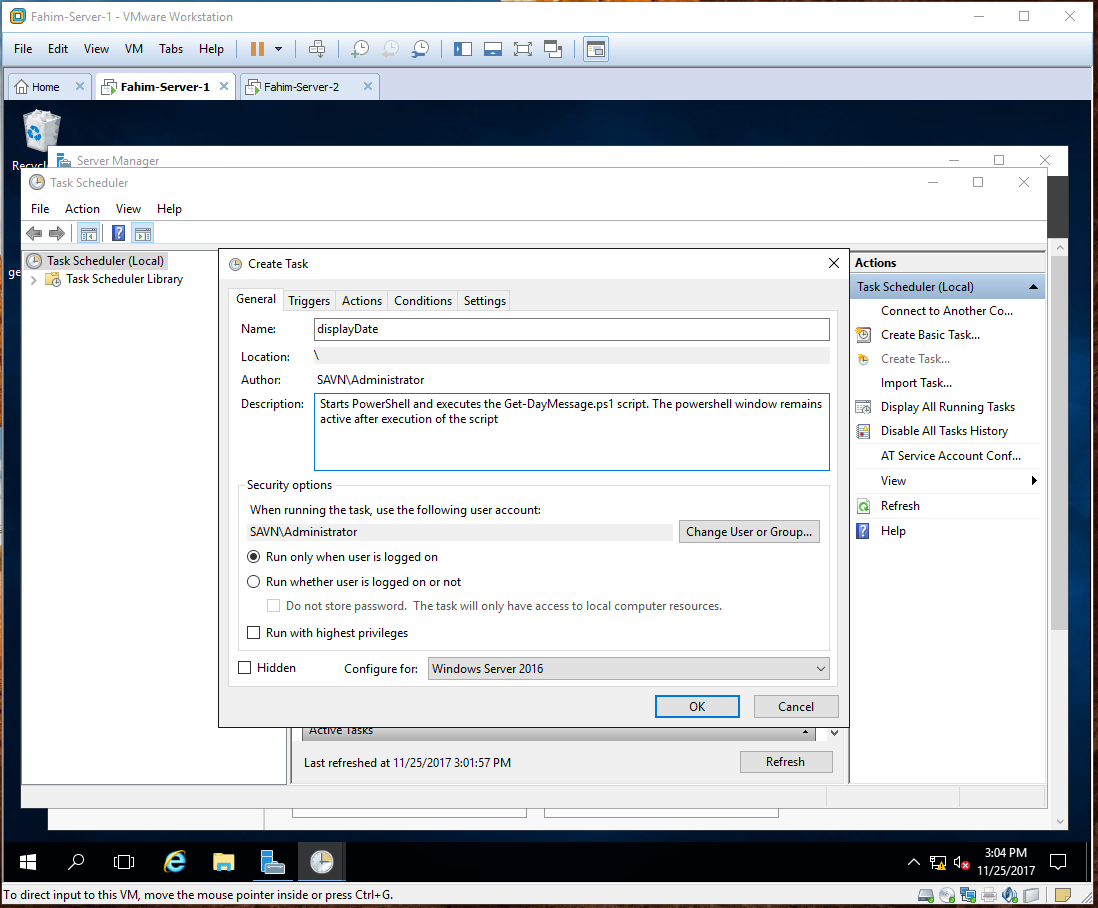 Fahim-Server-1 - VMware Workstation
File Edit View VM Tabs Help
Home Fahim-Server-1 Fahim-Server-2
Server Manager
Task Scheduler
File Action View Help
Task Scheduler (Local)
Task Scheduler Library
Create Task
General Triggers Actions Conditions Settings
Name: displayDate
Location: \
Author: SAVN\Administrator
Description: Starts PowerShell and executes the Get-DayMessage.ps1 script. The powershell window remains
active after execution of the script
Security options
When running the task, use the following user account:
SAVN\Administrator Change User or Group...
Run only when user is logged on
Run whether user is logged on or not
Do not store password. The task will only have access to local computer resources.
Run with highest privileges
Hidden Configure for: Windows Server 2016
OK Cancel
Active Tasks
Last refreshed at 11/25/2017 3:01:57 PM Refresh
Actions
Task Scheduler (Local)
Connect to Another Co...
Create Basic Task...
Create Task...
Import Task...
Display All Running Tasks
Disable All Tasks History
AT Service Account Conf...
View
Refresh
Help
3:04 PM
11/25/2017
To direct input to this VM, move the mouse pointer inside or press Ctrl+G.